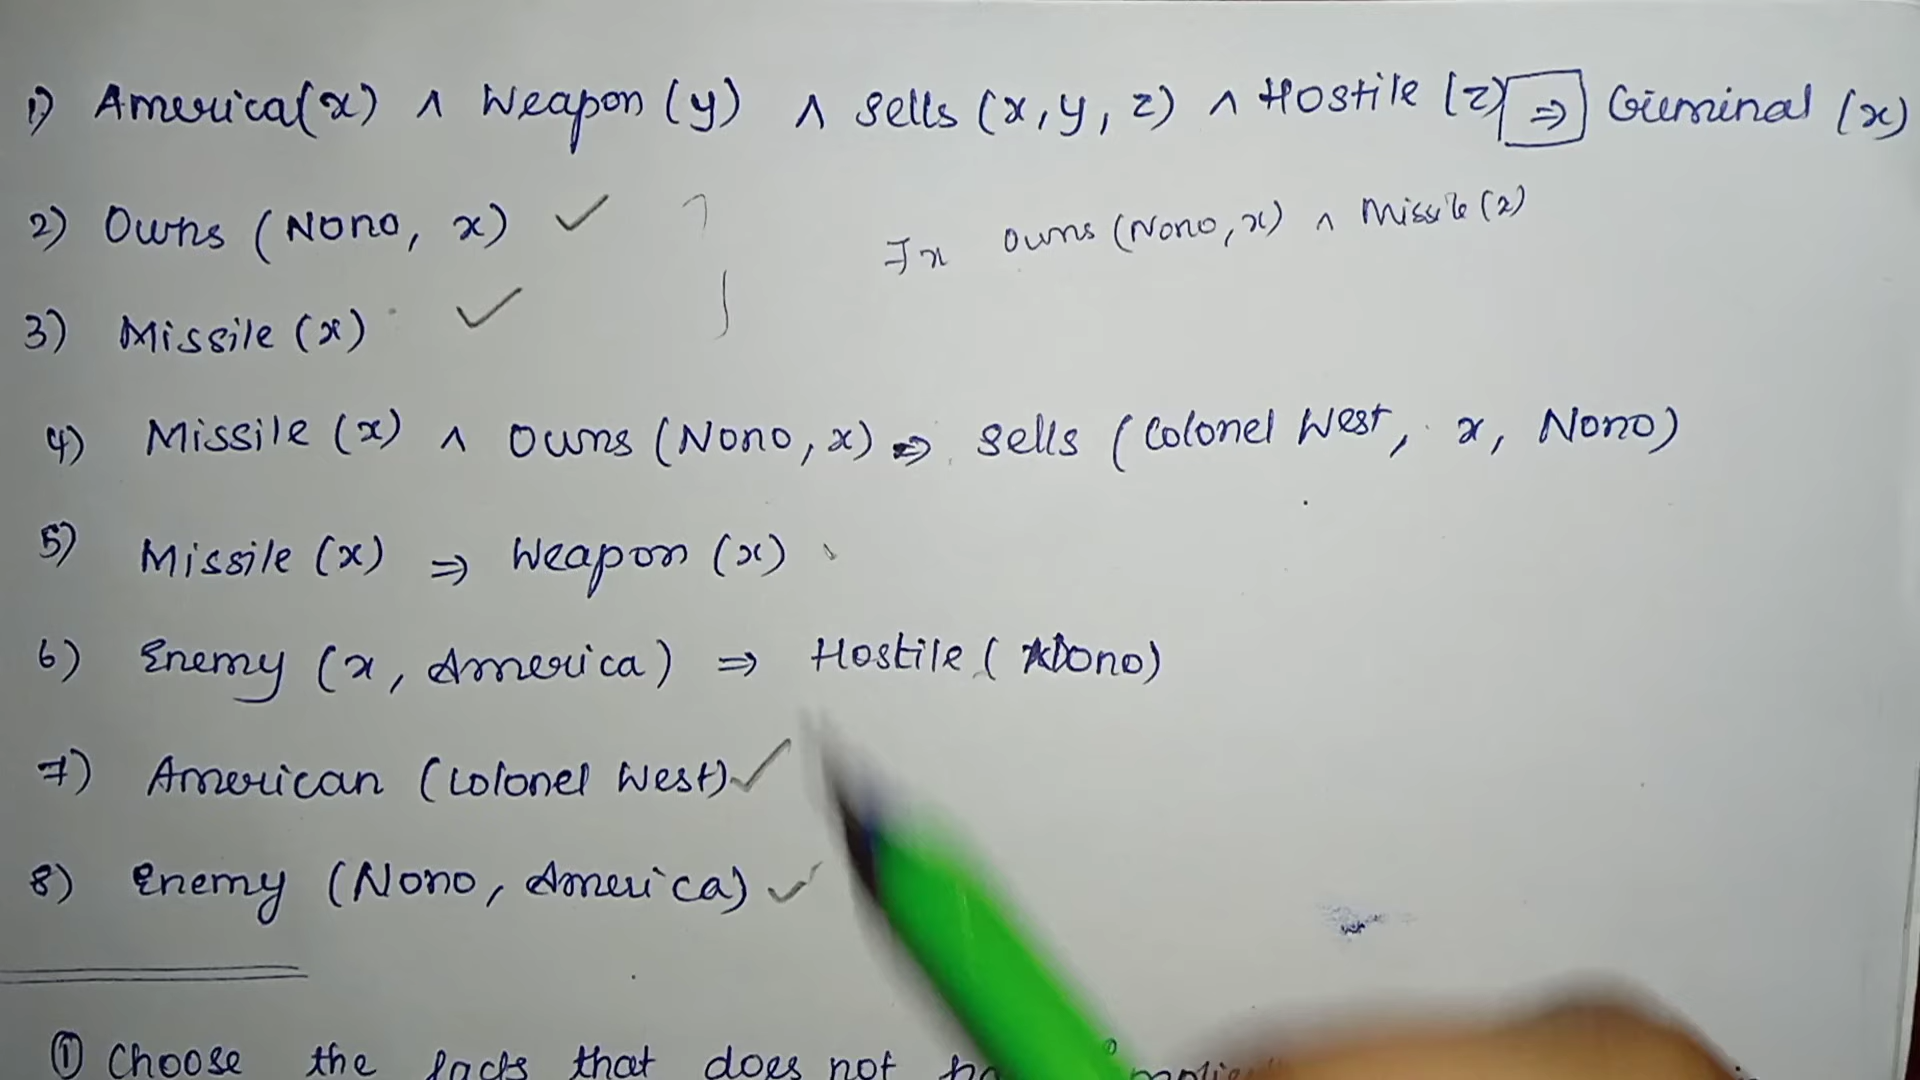 1) America(x) ∧ Weapon (y) ∧ sells (x, y, z) ∧ Hostile (z) ⇒ Criminal (x)
2) Owns (Nono, x) ✓
∃x owns (Nono, x) ∧ Missile (x)
3) Missile (x) ✓
4) Missile (x) ∧ Owns (Nono, x) ⇒ sells (Colonel West, x, Nono)
5) Missile (x) ⇒ Weapon (x)
6) Enemy (x, America) ⇒ Hostile (Nono)
7) American (Colonel West) ✓
8) Enemy (Nono, America) ✓
① Choose the facts that does not